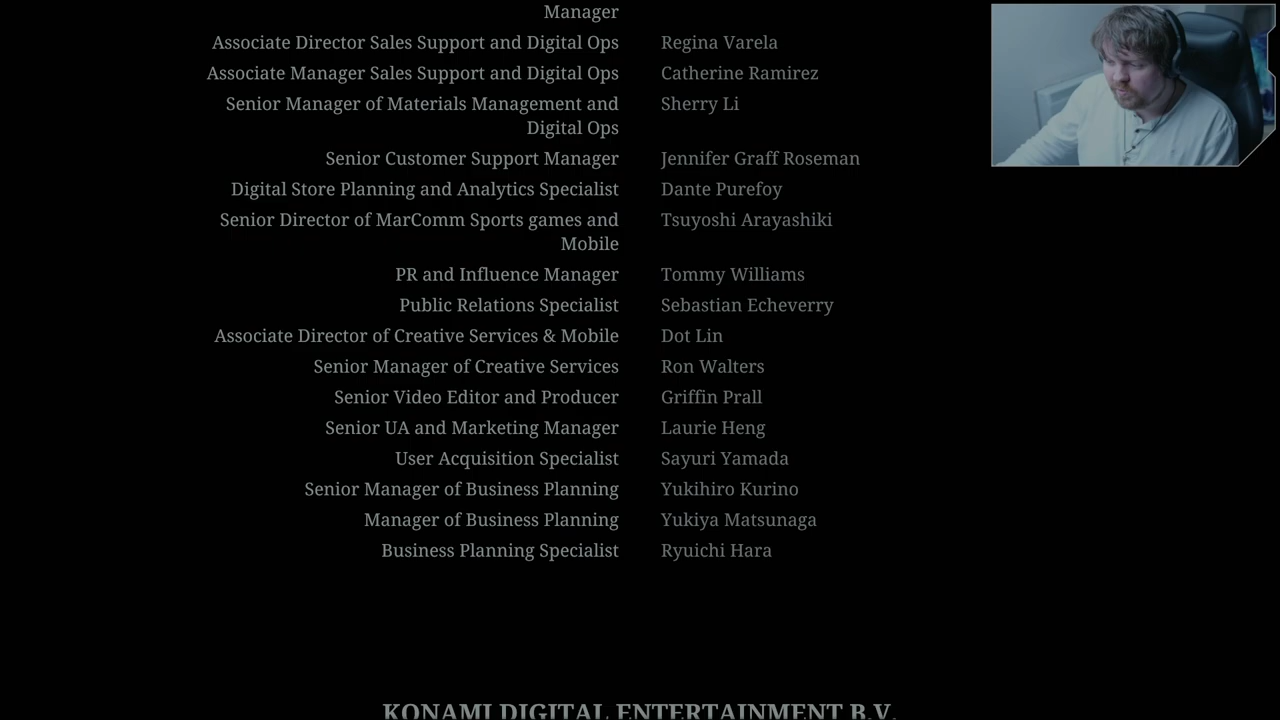 Manager
Associate Director Sales Support and Digital Ops Regina Varela
Associate Manager Sales Support and Digital Ops Catherine Ramirez
Senior Manager of Materials Management and Sherry Li
Digital Ops
Senior Customer Support Manager Jennifer Graff Roseman
Digital Store Planning and Analytics Specialist Dante Purefoy
Senior Director of MarComm Sports games and Tsuyoshi Arayashiki
Mobile
PR and Influence Manager Tommy Williams
Public Relations Specialist Sebastian Echeverry
Associate Director of Creative Services & Mobile Dot Lin
Senior Manager of Creative Services Ron Walters
Senior Video Editor and Producer Griffin Prall
Senior UA and Marketing Manager Laurie Heng
User Acquisition Specialist Sayuri Yamada
Senior Manager of Business Planning Yukihiro Kurino
Manager of Business Planning Yukiya Matsunaga
Business Planning Specialist Ryuichi Hara
KONAMI DIGITAL ENTERTAINMENT B.V.